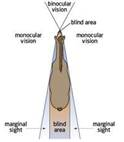 binocular
vision
blind area
monocular
vision
monocular
vision
marginal
sight
blind
area
marginal
sight